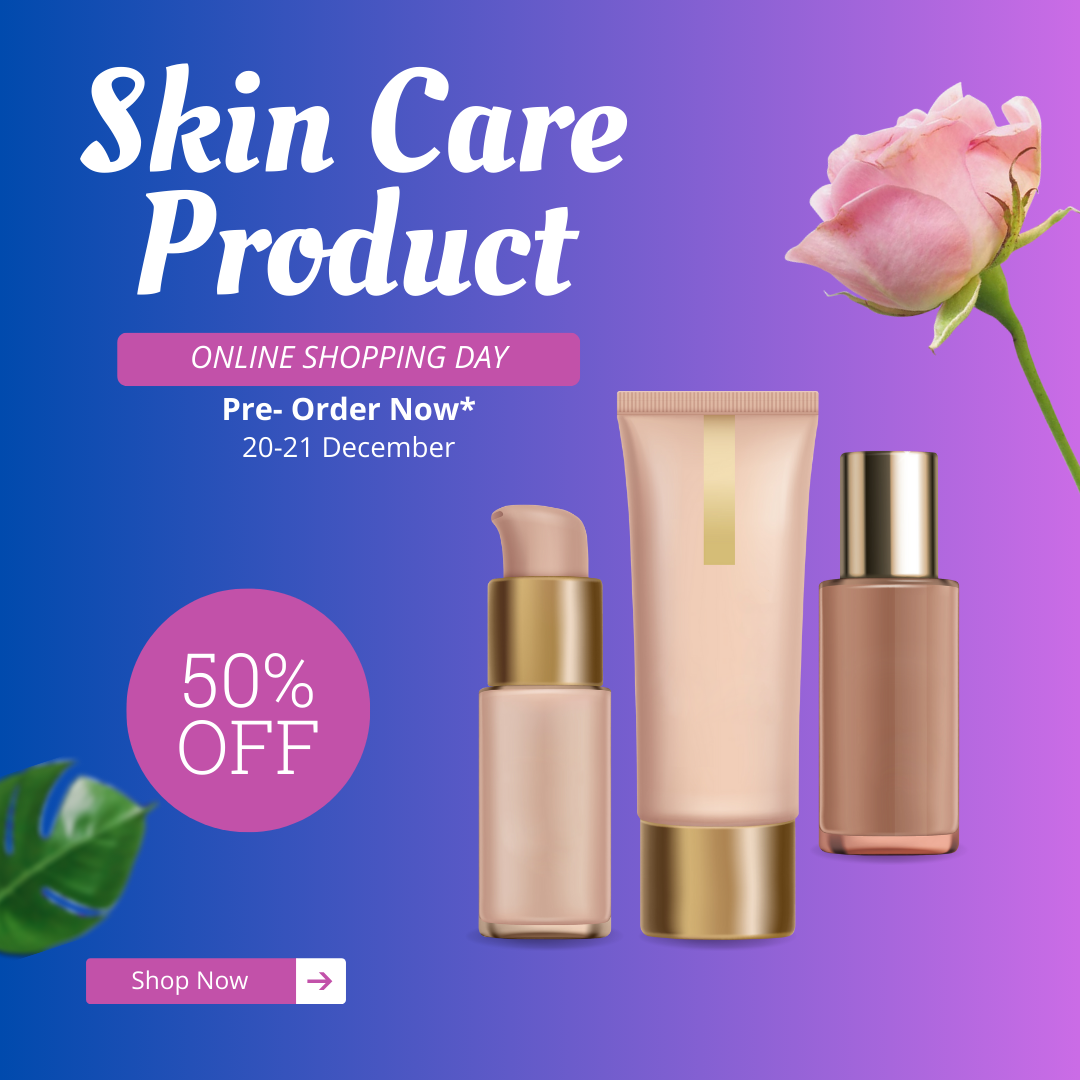 Skin Care
Product
ONLINE SHOPPING DAY
Pre- Order Now*
20-21 December
50%
OFF
Shop Now